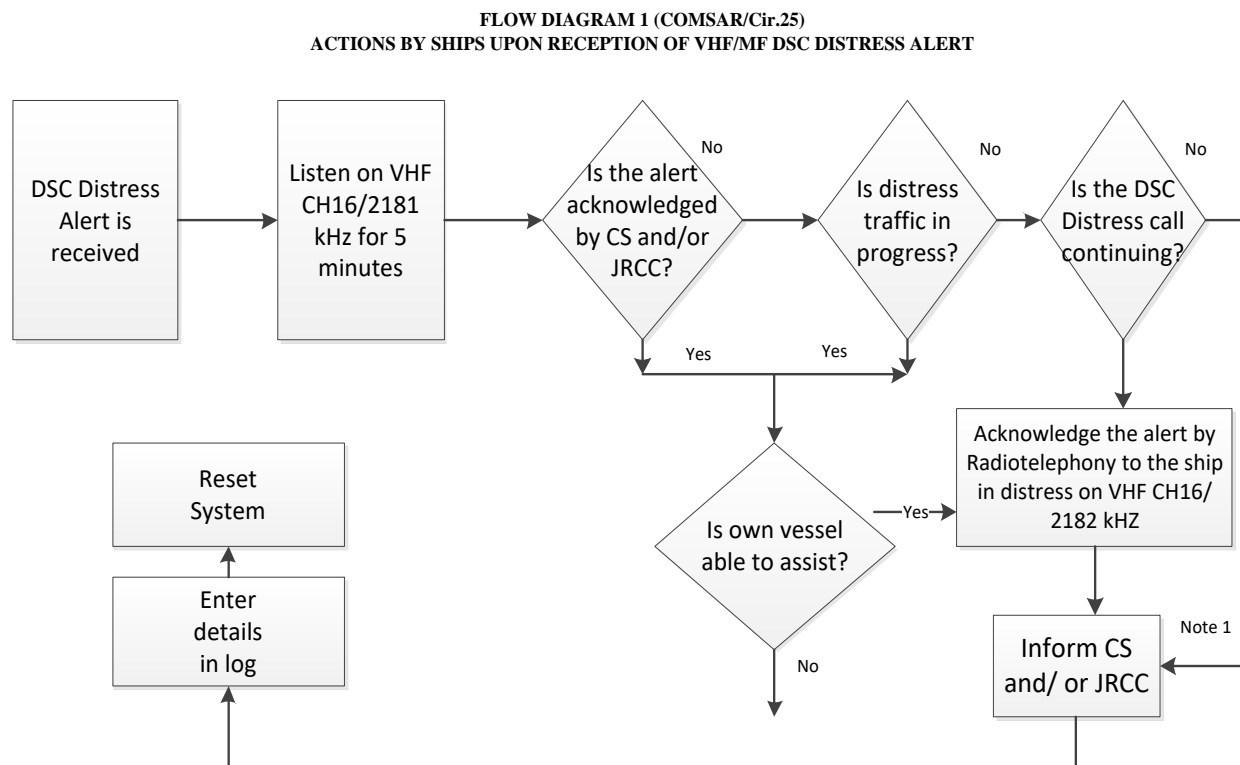 FLOW DIAGRAM 1 (COMSAR/Cir.25)
ACTIONS BY SHIPS UPON RECEPTION OF VHF/MF DSC DISTRESS ALERT
DSC Distress
Alert is
received
Listen on VHF
CH16/2181
kHz for 5
minutes
No
Is the alert
acknowledged
by CS and/or
JRCC?
No
Is distress
traffic in
progress?
No
Is the DSC
Distress call
continuing?
Yes
Yes
Reset
System
Enter
details
in log
Is own vessel
able to assist?
Yes
No
Acknowledge the alert by
Radiotelephony to the ship
in distress on VHF CH16/
2182 kHZ
Note 1
Inform CS
and/ or JRCC